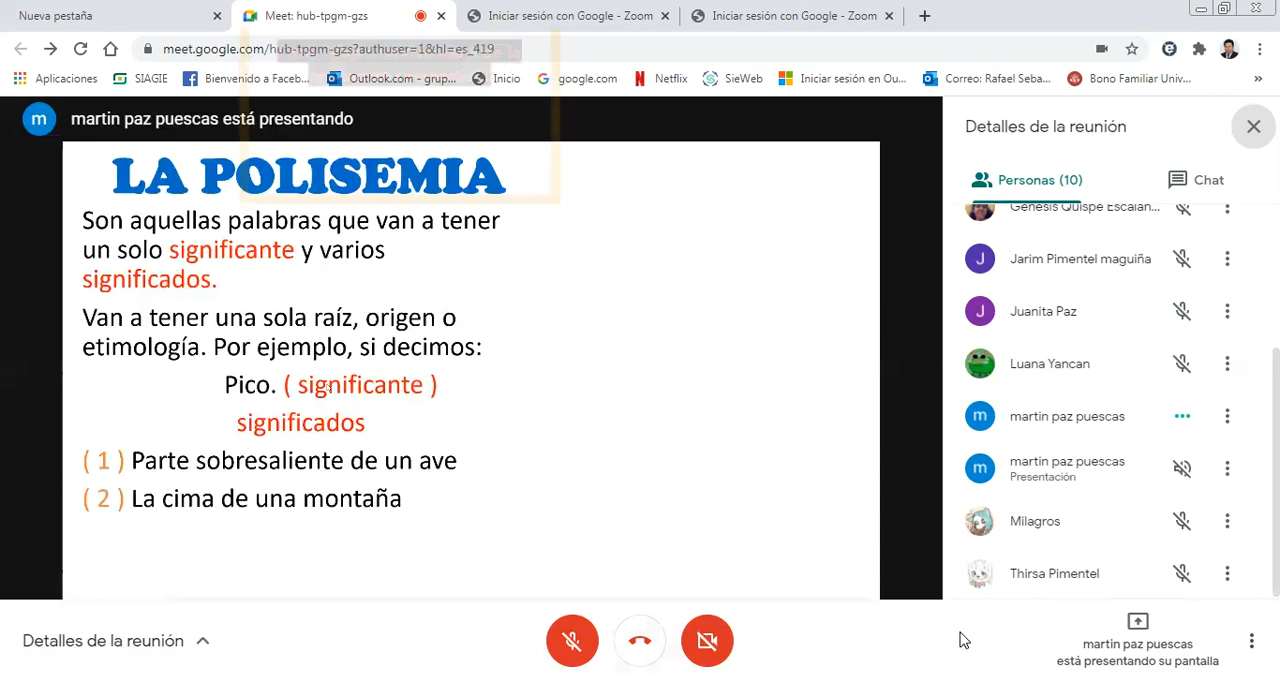 Nueva pestaña
Meet: hub-tpgm-gzs
Iniciar sesión con Google - Zoom
Iniciar sesión con Google - Zoom
meet.google.com/hub-tpgm-gzs?authuser=1&hl=es_419
Aplicaciones
SIAGIE
Bienvenido a Faceb...
Outlook.com - grup...
Inicio
google.com
Netflix
SieWeb
Iniciar sesión en Ou...
Correo: Rafael Seba...
Bono Familiar Univ...
»
m
martin paz puescas está presentando
LA POLISEMIA
Son aquellas palabras que van a tener
un solo significante y varios
significados.
Van a tener una sola raíz, origen o
etimología. Por ejemplo, si decimos:
Pico. ( significante )
significados
( 1 ) Parte sobresaliente de un ave
( 2 ) La cima de una montaña
Detalles de la reunión
Personas (10)
Chat
Genesis Quispe Escalan...
J
Jarim Pimentel maguiña
J
Juanita Paz
Luana Yancan
m
martin paz puescas
m
martin paz puescas
Presentación
Milagros
Thirsa Pimentel
Detalles de la reunión
martin paz puescas
está presentando su pantalla